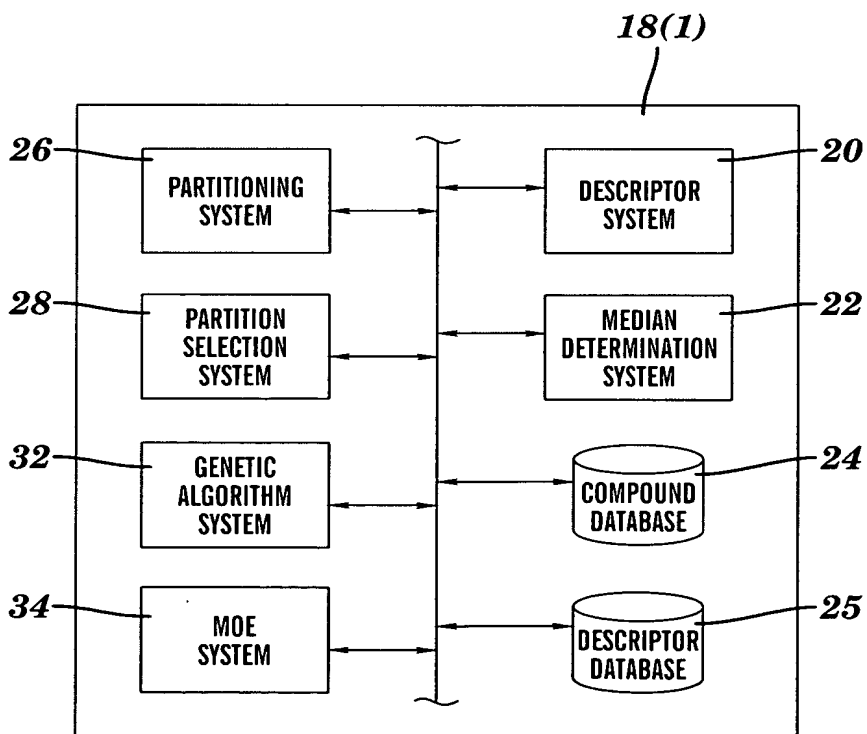 18(1)
26
PARTITIONING
SYSTEM
20
DESCRIPTOR
SYSTEM
28
PARTITION
SELECTION
SYSTEM
22
MEDIAN
DETERMINATION
SYSTEM
32
GENETIC
ALGORITHM
SYSTEM
24
COMPOUND
DATABASE
34
MOE
SYSTEM
25
DESCRIPTOR
DATABASE